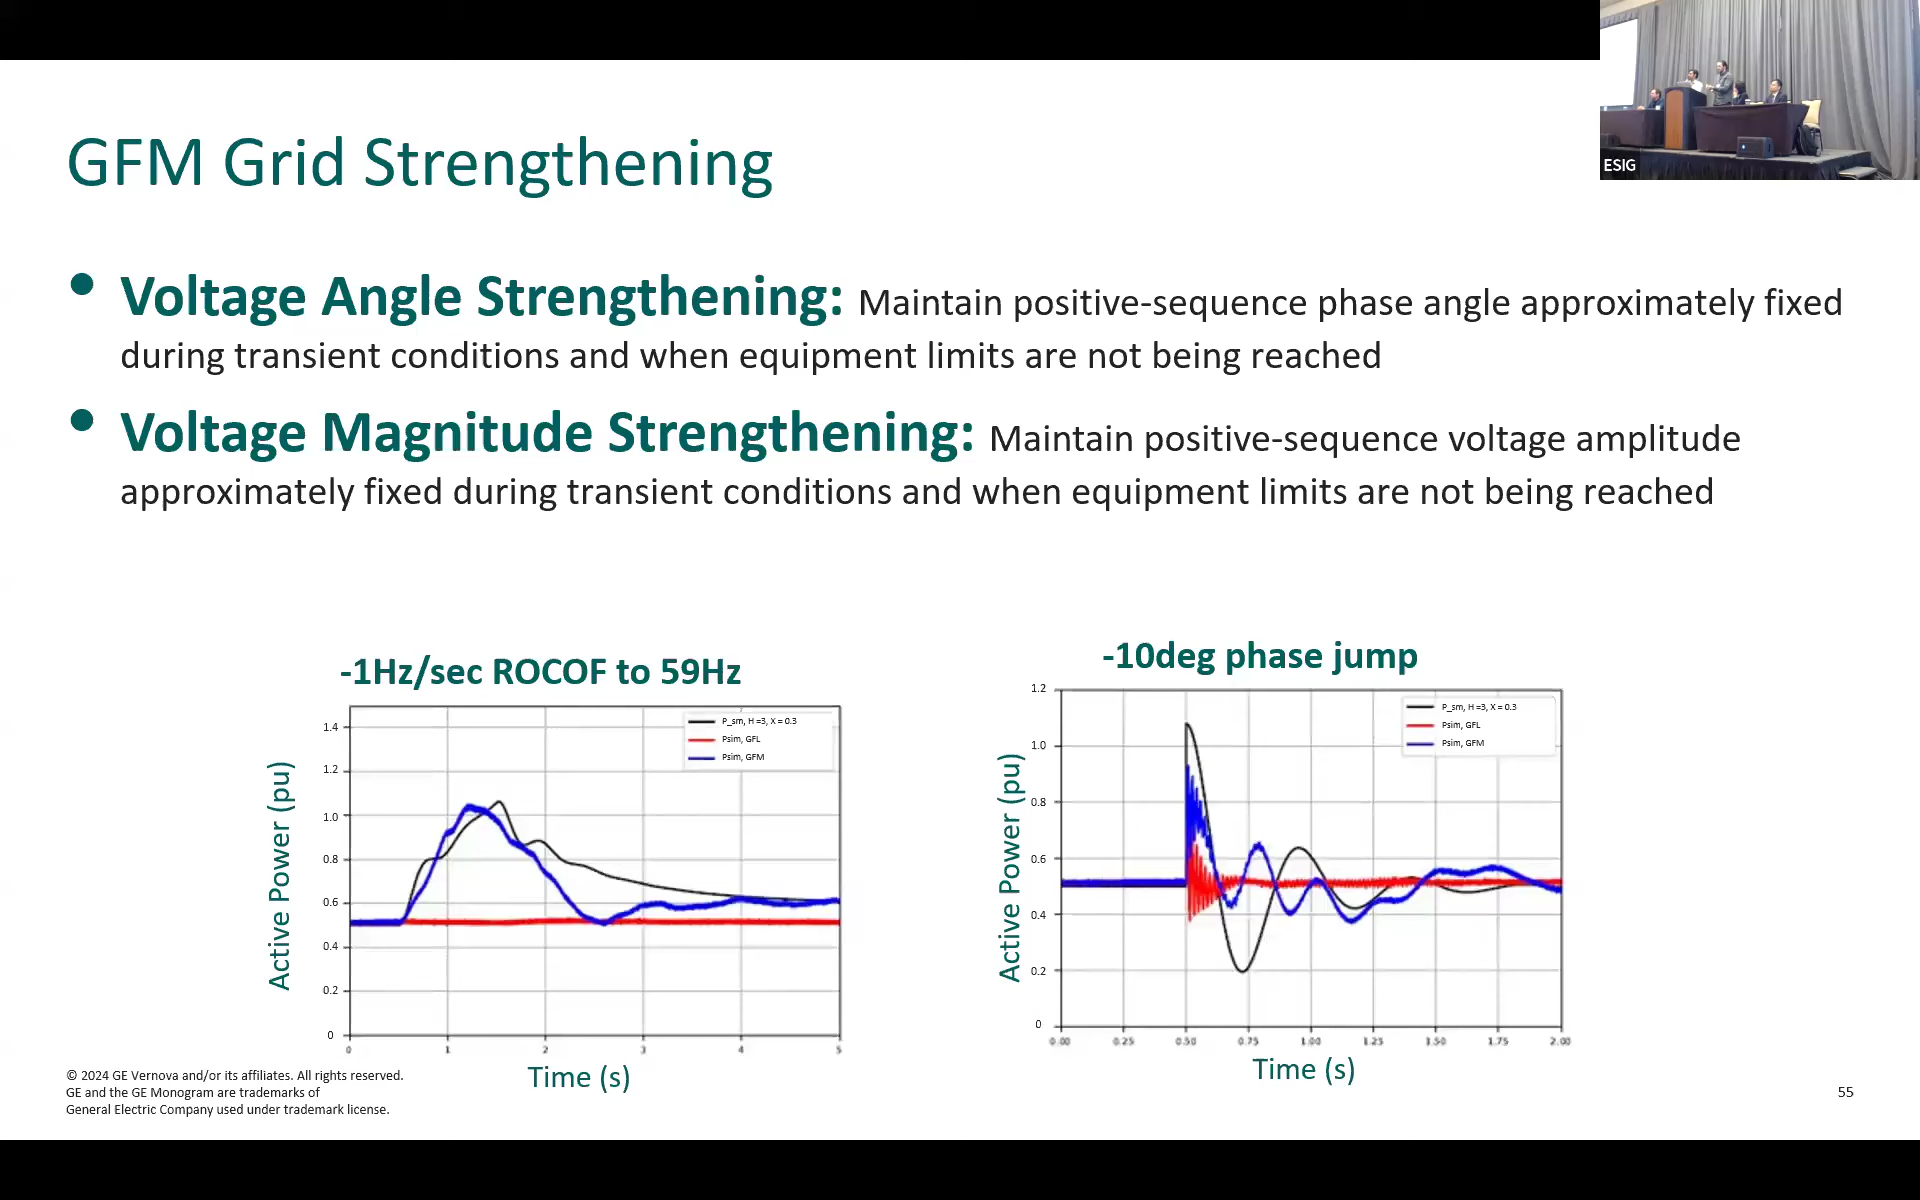 ESIG
GFM Grid Strengthening
• Voltage Angle Strengthening: Maintain positive-sequence phase angle approximately fixed
during transient conditions and when equipment limits are not being reached
• Voltage Magnitude Strengthening: Maintain positive-sequence voltage amplitude
approximately fixed during transient conditions and when equipment limits are not being reached
-1Hz/sec ROCOF to 59Hz
P_sm, H =3, X = 0.3
Psim, GFL
Psim, GFM
Active Power (pu)
1.4
1.2
1.0
0.8
0.6
0.4
0.2
0
0 1 2 3 4 5
Time (s)
-10deg phase jump
P_sm, H =3, X = 0.3
Psim, GFL
Psim, GFM
Active Power (pu)
1.2
1.0
0.8
0.6
0.4
0.2
0
0.00 0.25 0.50 0.75 1.00 1.25 1.50 1.75 2.00
Time (s)
© 2024 GE Vernova and/or its affiliates. All rights reserved.
GE and the GE Monogram are trademarks of
General Electric Company used under trademark license.
55